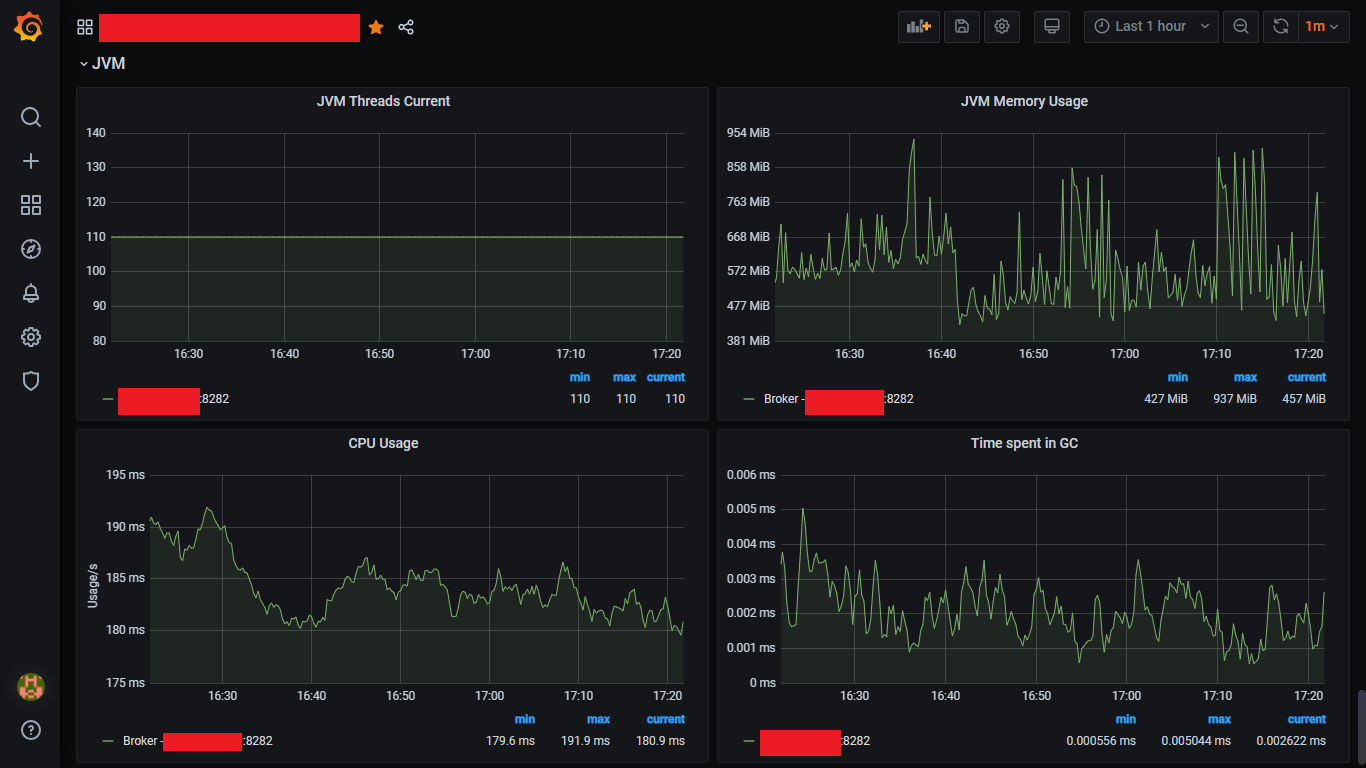 Last 1 hour
1m
JVM
JVM Threads Current
140
130
120
110
100
90
80
16:30 16:40 16:50 17:00 17:10 17:20
min max current
:8282 110 110 110
JVM Memory Usage
954 MiB
858 MiB
763 MiB
668 MiB
572 MiB
477 MiB
381 MiB
16:30 16:40 16:50 17:00 17:10 17:20
min max current
Broker - :8282 427 MiB 937 MiB 457 MiB
CPU Usage
Usage/s
195 ms
190 ms
185 ms
180 ms
175 ms
16:30 16:40 16:50 17:00 17:10 17:20
min max current
Broker - :8282 179.6 ms 191.9 ms 180.9 ms
Time spent in GC
0.006 ms
0.005 ms
0.004 ms
0.003 ms
0.002 ms
0.001 ms
0 ms
16:30 16:40 16:50 17:00 17:10 17:20
min max current
:8282 0.000556 ms 0.005044 ms 0.002622 ms